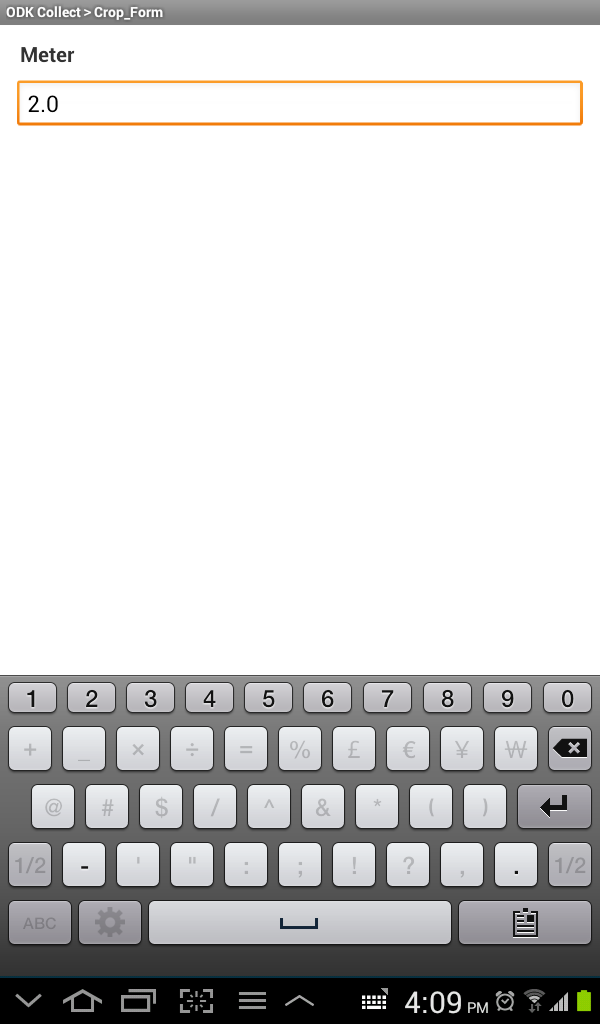 ODK Collect > Crop_Form
Meter
2.0
1 2 3 4 5 6 7 8 9 0
+ _ × ÷ = % £ € ¥ ₩
@ # $ / ^ & * ( )
1/2 - ' " : ; ! ? , . 1/2
ABC
4:09 PM